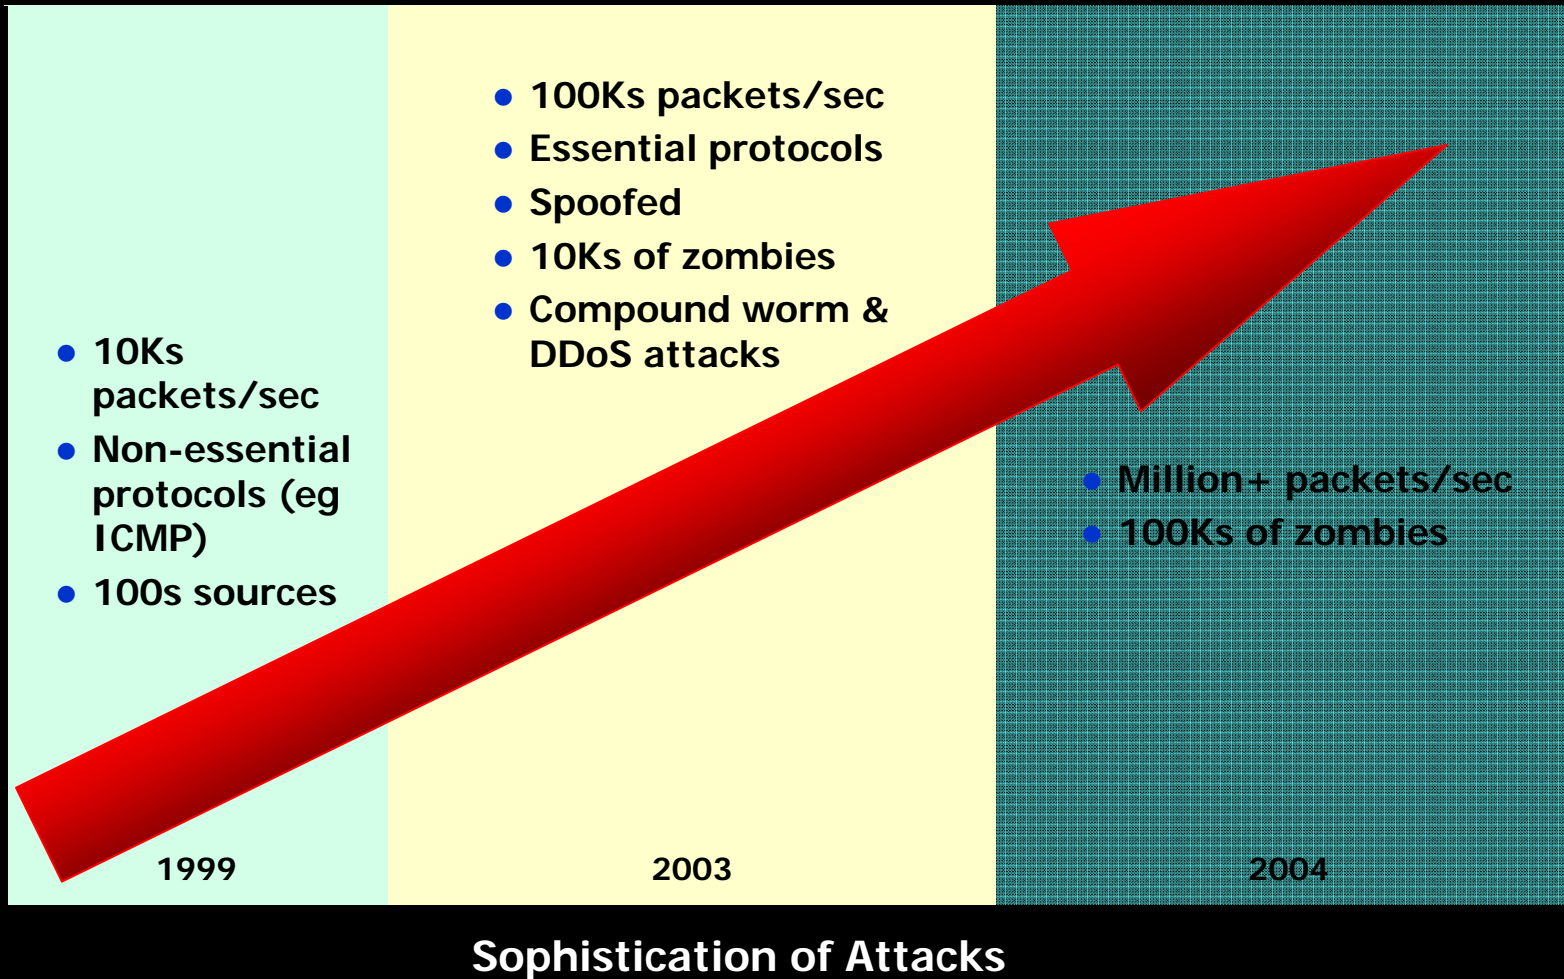 ● 10Ks
packets/sec
● Non-essential
protocols (eg
ICMP)
● 100s sources
1999
● 100Ks packets/sec
● Essential protocols
● Spoofed
● 10Ks of zombies
● Compound worm &
DDoS attacks
2003
● Million+ packets/sec
● 100Ks of zombies
2004
Sophistication of Attacks